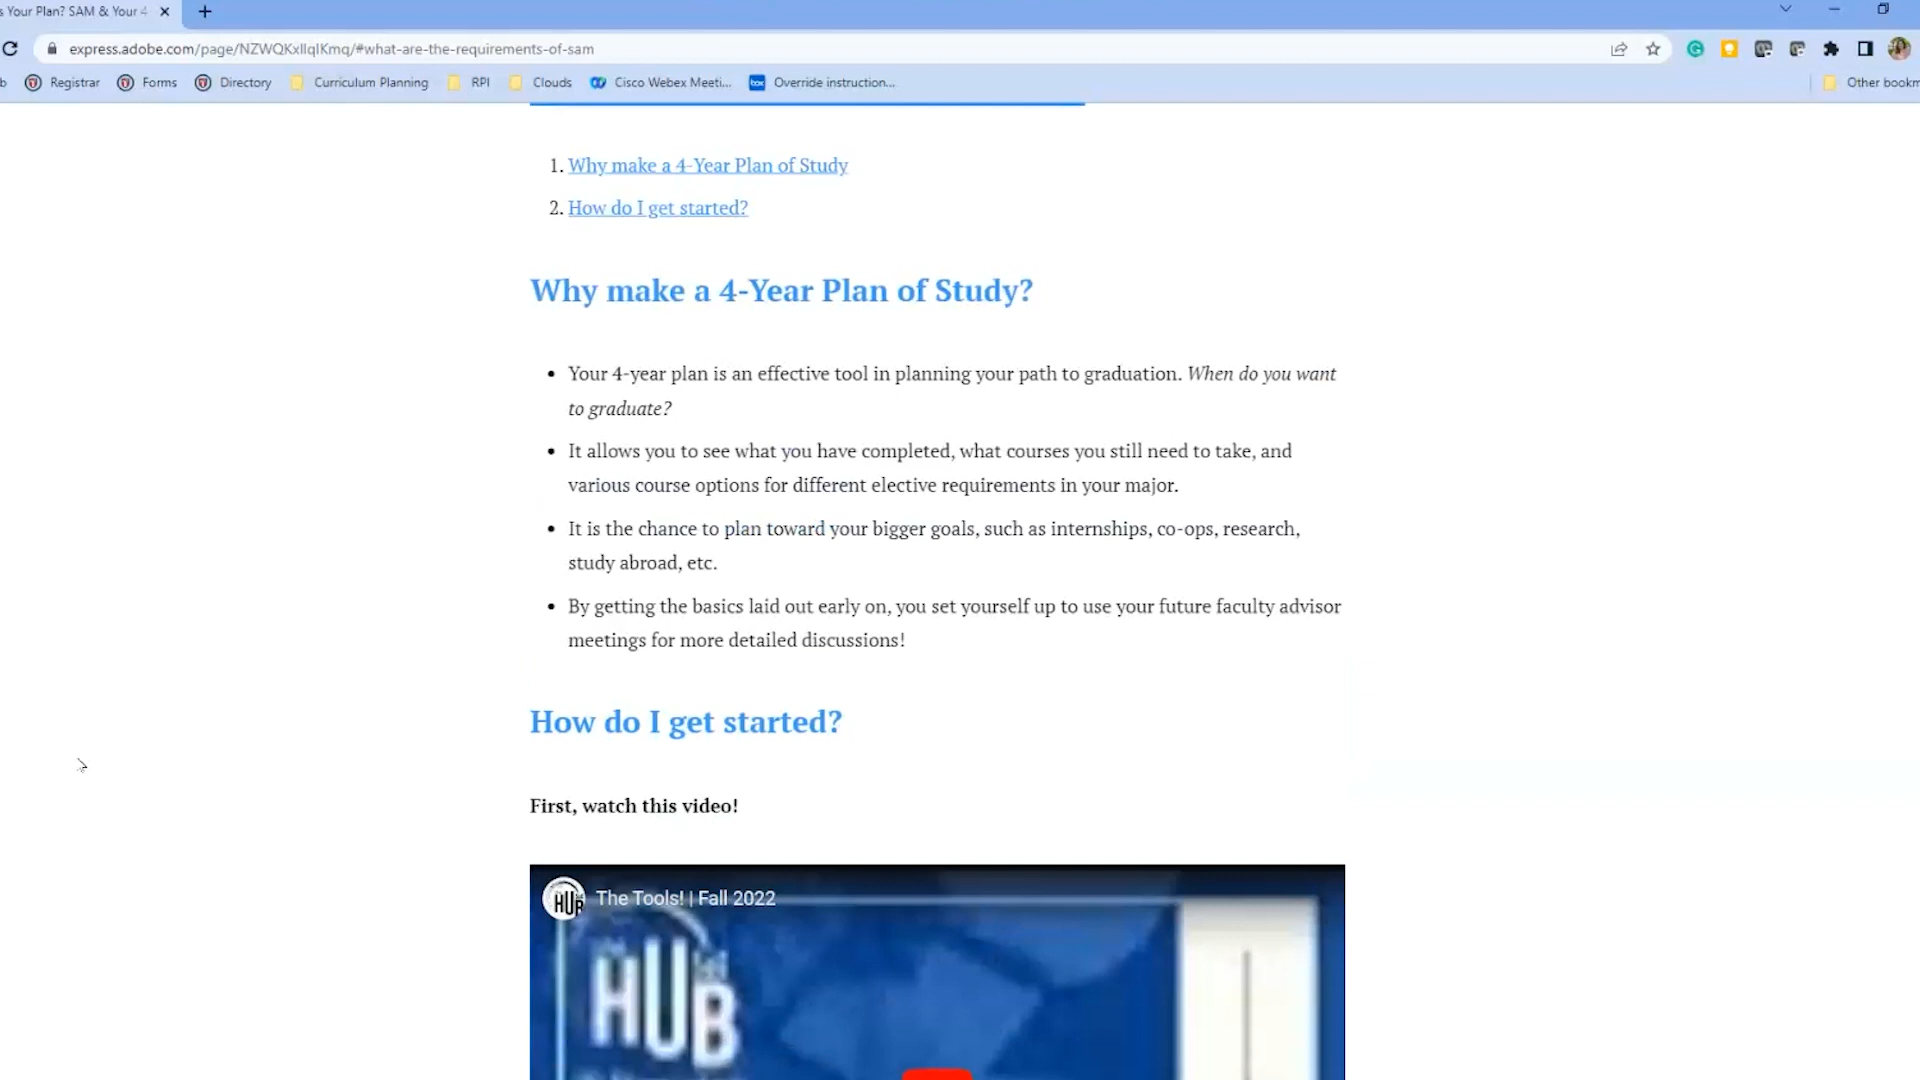 s Your Plan? SAM & Your 4
express.adobe.com/page/NZWQKxllqlKmq/#what-are-the-requirements-of-sam
b Registrar Forms Directory Curriculum Planning RPI Clouds Cisco Webex Meeti... box Override instruction... Other bookm
1. Why make a 4-Year Plan of Study
2. How do I get started?
Why make a 4-Year Plan of Study?
• Your 4-year plan is an effective tool in planning your path to graduation. When do you want
to graduate?
• It allows you to see what you have completed, what courses you still need to take, and
various course options for different elective requirements in your major.
• It is the chance to plan toward your bigger goals, such as internships, co-ops, research,
study abroad, etc.
• By getting the basics laid out early on, you set yourself up to use your future faculty advisor
meetings for more detailed discussions!
How do I get started?
First, watch this video!
HUB The Tools! | Fall 2022
HUB